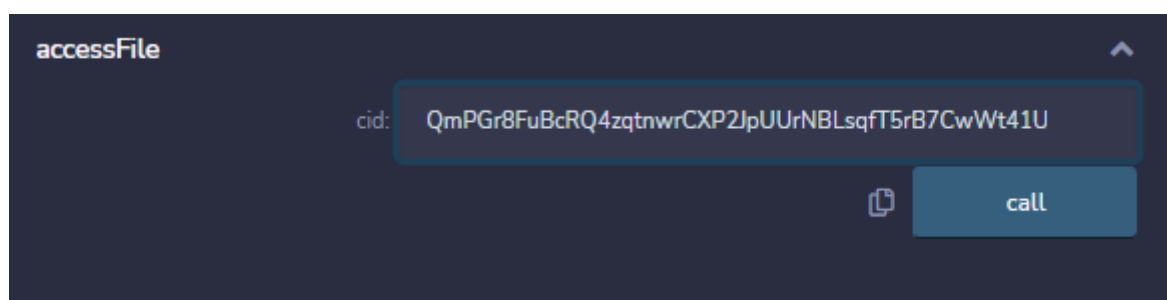 accessFile
cid: QmPGr8FuBcRQ4zqtnwrCXP2JpUUrNBLsqfT5rB7CwWt41U
call